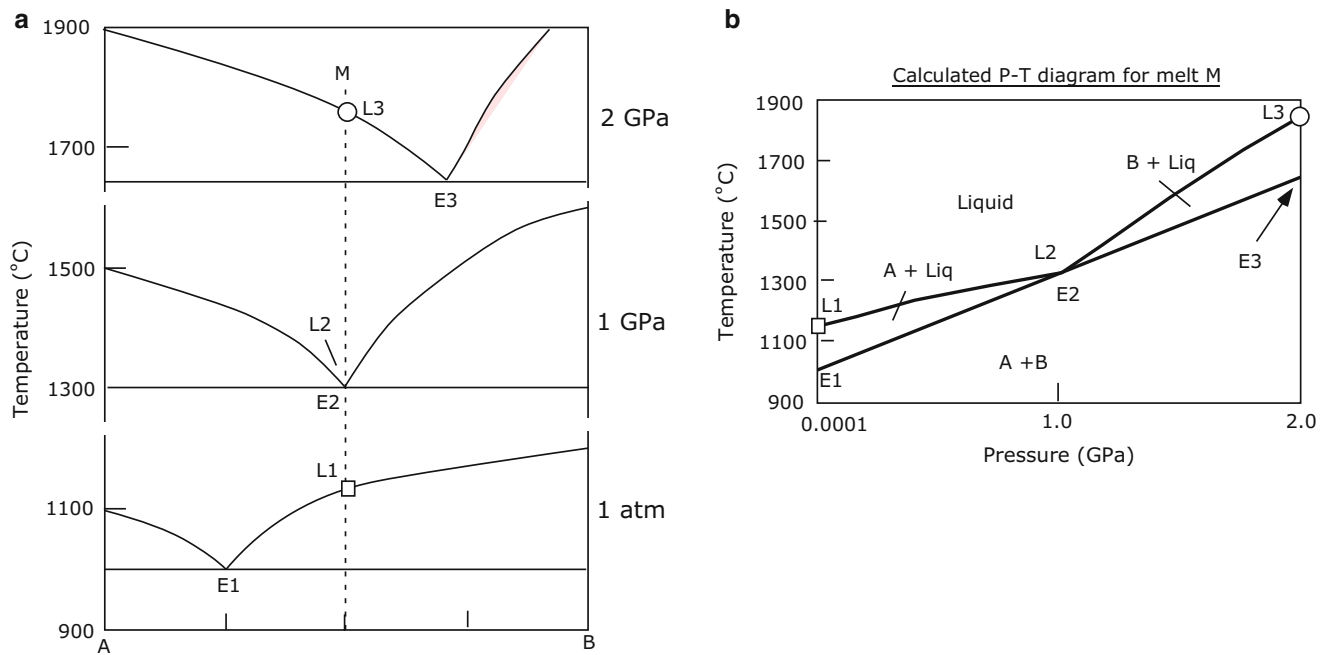 a
1900
M
L3
2 GPa
1700
E3
Temperature (°C)
1500
L2
1 GPa
1300
E2
L1
1100
1 atm
E1
900
A
B
b
Calculated P-T diagram for melt M
1900
L3
1700
B + Liq
Temperature (°C)
Liquid
1500
L2
A + Liq
E3
1300
E2
L1
1100
A +B
E1
900
0.0001
1.0
2.0
Pressure (GPa)